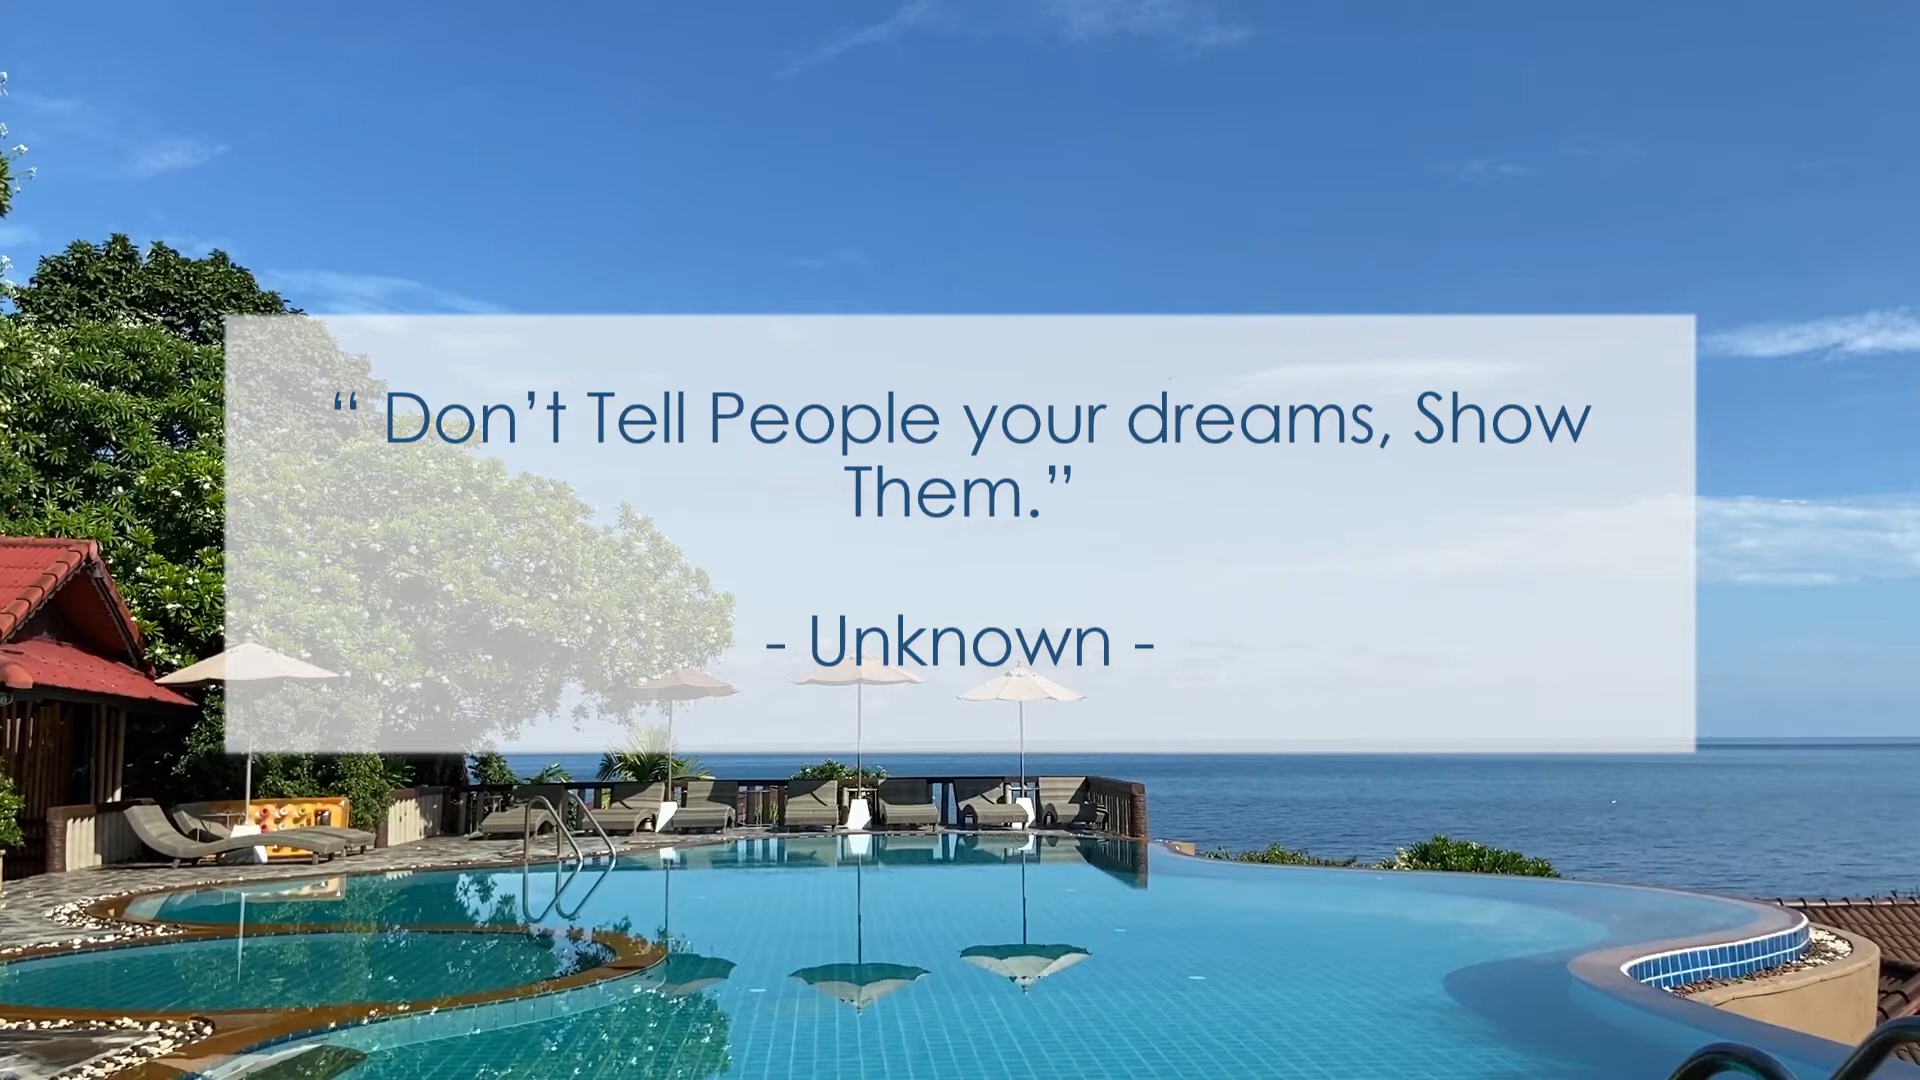 “ Don’t Tell People your dreams, Show
Them.”
- Unknown -